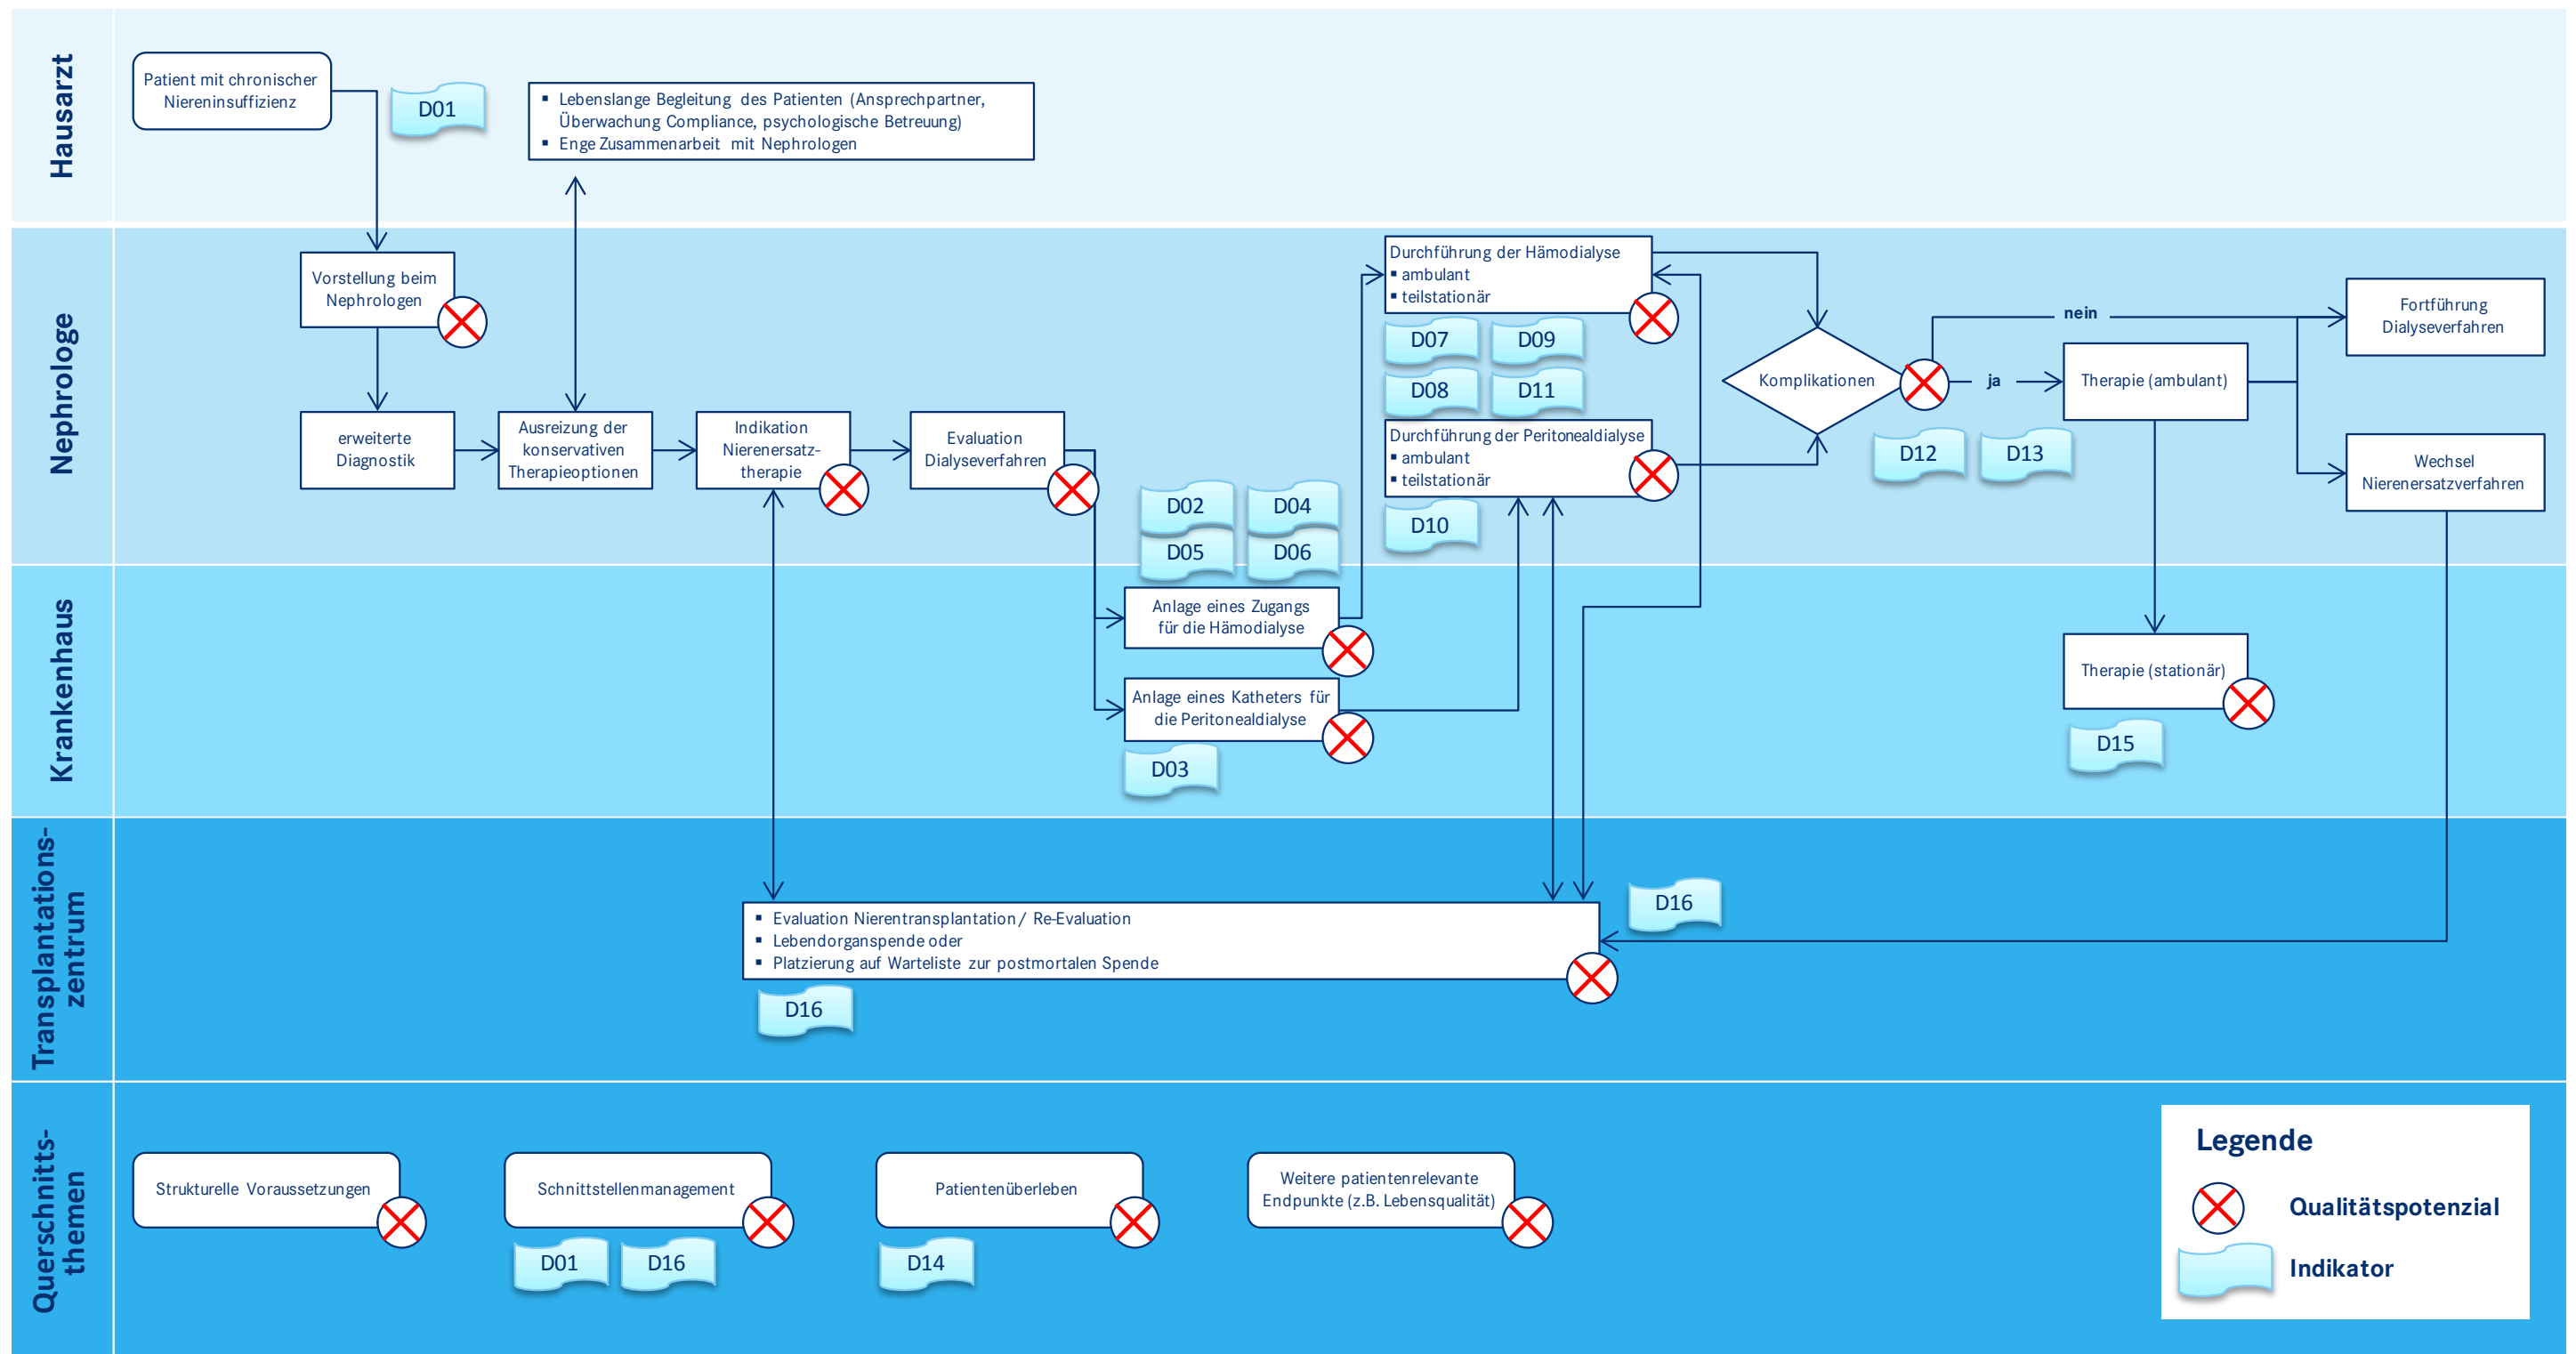 Hausarzt
Patient mit chronischer
Niereninsuffizienz
D01
▪ Lebenslange Begleitung des Patienten (Ansprechpartner,
Überwachung Compliance, psychologische Betreuung)
▪ Enge Zusammenarbeit mit Nephrologen
Nephrologe
Vorstellung beim
Nephrologen
erweiterte
Diagnostik
Ausreizung der
konservativen
Therapieoptionen
Indikation
Nierenersatz-
therapie
Evaluation
Dialyseverfahren
D02
D04
D05
D06
Durchführung der Hämodialyse
▪ ambulant
▪ teilstationär
D07
D09
D08
D11
Durchführung der Peritonealdialyse
▪ ambulant
▪ teilstationär
D10
Komplikationen
nein
ja
D12
D13
Therapie (ambulant)
Fortführung
Dialyseverfahren
Wechsel
Nierenersatzverfahren
Krankenhaus
Anlage eines Zugangs
für die Hämodialyse
Anlage eines Katheters für
die Peritonealdialyse
D03
Therapie (stationär)
D15
Transplantations-
zentrum
▪ Evaluation Nierentransplantation / Re-Evaluation
▪ Lebendorganspende oder
▪ Platzierung auf Warteliste zur postmortalen Spende
D16
D16
Querschnitts-
themen
Strukturelle Voraussetzungen
Schnittstellenmanagement
D01
D16
Patientenüberleben
D14
Weitere patientenrelevante
Endpunkte (z.B. Lebensqualität)
Legende
Qualitätspotenzial
Indikator